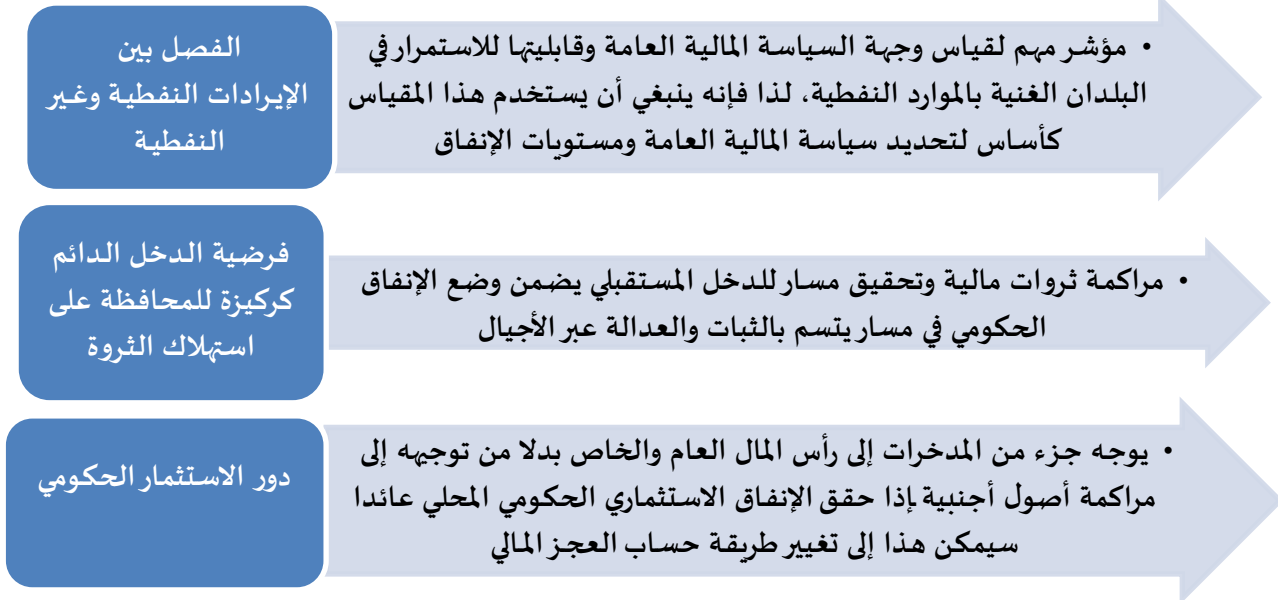 الفصل بين
الإيرادات النفطية وغير
النفطية
• مؤشر مهم لقياس وجهة السياسة المالية العامة وقابليتها للاستمرار في
البلدان الغنية بالموارد النفطية، لذا فإنه ينبغي أن يستخدم هذا المقياس
كأساس لتحديد سياسة المالية العامة ومستويات الإنفاق
فرضية الدخل الدائم
كركيزة للمحافظة على
استهلاك الثروة
• مراكمة ثروات مالية وتحقيق مسار للدخل المستقبلي يضمن وضع الإنفاق
الحكومي في مسار يتسم بالثبات والعدالة عبر الأجيال
دور الاستثمار الحكومي
• يوجه جزء من المدخرات إلى رأس المال العام والخاص بدلا من توجيهه إلى
مراكمة أصول أجنبية .إذا حقق الإنفاق الاستثماري الحكومي المحلي عائدا
سيمكن هذا إلى تغيير طريقة حساب العجز المالي